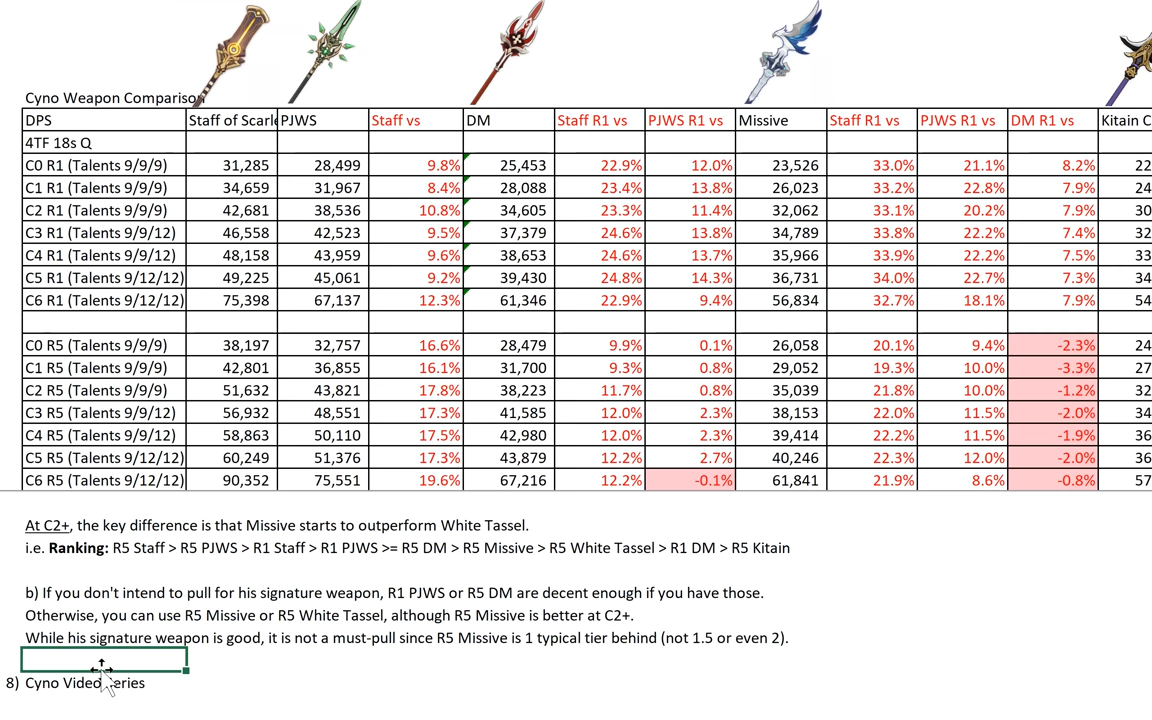 Cyno Weapon Comparison
DPS Staff of Scarl PJWS Staff vs DM Staff R1 vs PJWS R1 vs Missive Staff R1 vs PJWS R1 vs DM R1 vs Kitain C
4TF 18s Q
C0 R1 (Talents 9/9/9) 31,285 28,499 9.8% 25,453 22.9% 12.0% 23,526 33.0% 21.1% 8.2% 22
C1 R1 (Talents 9/9/9) 34,659 31,967 8.4% 28,088 23.4% 13.8% 26,023 33.2% 22.8% 7.9% 24
C2 R1 (Talents 9/9/9) 42,681 38,536 10.8% 34,605 23.3% 11.4% 32,062 33.1% 20.2% 7.9% 30
C3 R1 (Talents 9/9/12) 46,558 42,523 9.5% 37,379 24.6% 13.8% 34,789 33.8% 22.2% 7.4% 32
C4 R1 (Talents 9/9/12) 48,158 43,959 9.6% 38,653 24.6% 13.7% 35,966 33.9% 22.2% 7.5% 33
C5 R1 (Talents 9/12/12) 49,225 45,061 9.2% 39,430 24.8% 14.3% 36,731 34.0% 22.7% 7.3% 34
C6 R1 (Talents 9/12/12) 75,398 67,137 12.3% 61,346 22.9% 9.4% 56,834 32.7% 18.1% 7.9% 54
C0 R5 (Talents 9/9/9) 38,197 32,757 16.6% 28,479 9.9% 0.1% 26,058 20.1% 9.4% -2.3% 24
C1 R5 (Talents 9/9/9) 42,801 36,855 16.1% 31,700 9.3% 0.8% 29,052 19.3% 10.0% -3.3% 27
C2 R5 (Talents 9/9/9) 51,632 43,821 17.8% 38,223 11.7% 0.8% 35,039 21.8% 10.0% -1.2% 32
C3 R5 (Talents 9/9/12) 56,932 48,551 17.3% 41,585 12.0% 2.3% 38,153 22.0% 11.5% -2.0% 34
C4 R5 (Talents 9/9/12) 58,863 50,110 17.5% 42,980 12.0% 2.3% 39,414 22.2% 11.5% -1.9% 36
C5 R5 (Talents 9/12/12) 60,249 51,376 17.3% 43,879 12.2% 2.7% 40,246 22.3% 12.0% -2.0% 36
C6 R5 (Talents 9/12/12) 90,352 75,551 19.6% 67,216 12.2% -0.1% 61,841 21.9% 8.6% -0.8% 57
At C2+, the key difference is that Missive starts to outperform White Tassel.
i.e. Ranking: R5 Staff > R5 PJWS > R1 Staff > R1 PJWS >= R5 DM > R5 Missive > R5 White Tassel > R1 DM > R5 Kitain
b) If you don't intend to pull for his signature weapon, R1 PJWS or R5 DM are decent enough if you have those.
Otherwise, you can use R5 Missive or R5 White Tassel, although R5 Missive is better at C2+.
While his signature weapon is good, it is not a must-pull since R5 Missive is 1 typical tier behind (not 1.5 or even 2).
8) Cyno Video eries